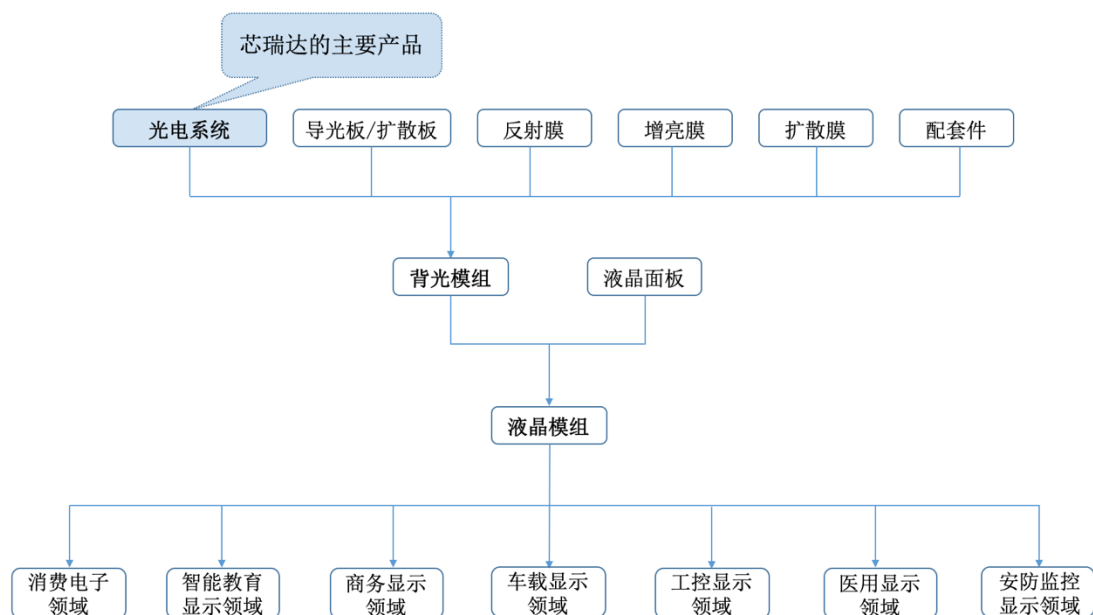 芯瑞达的主要产品
光电系统
导光板/扩散板
反射膜
增亮膜
扩散膜
配套件
背光模组
液晶面板
液晶模组
消费电子
领域
智能教育
显示领域
商务显示
领域
车载显示
领域
工控显示
领域
医用显示
领域
安防监控
显示领域